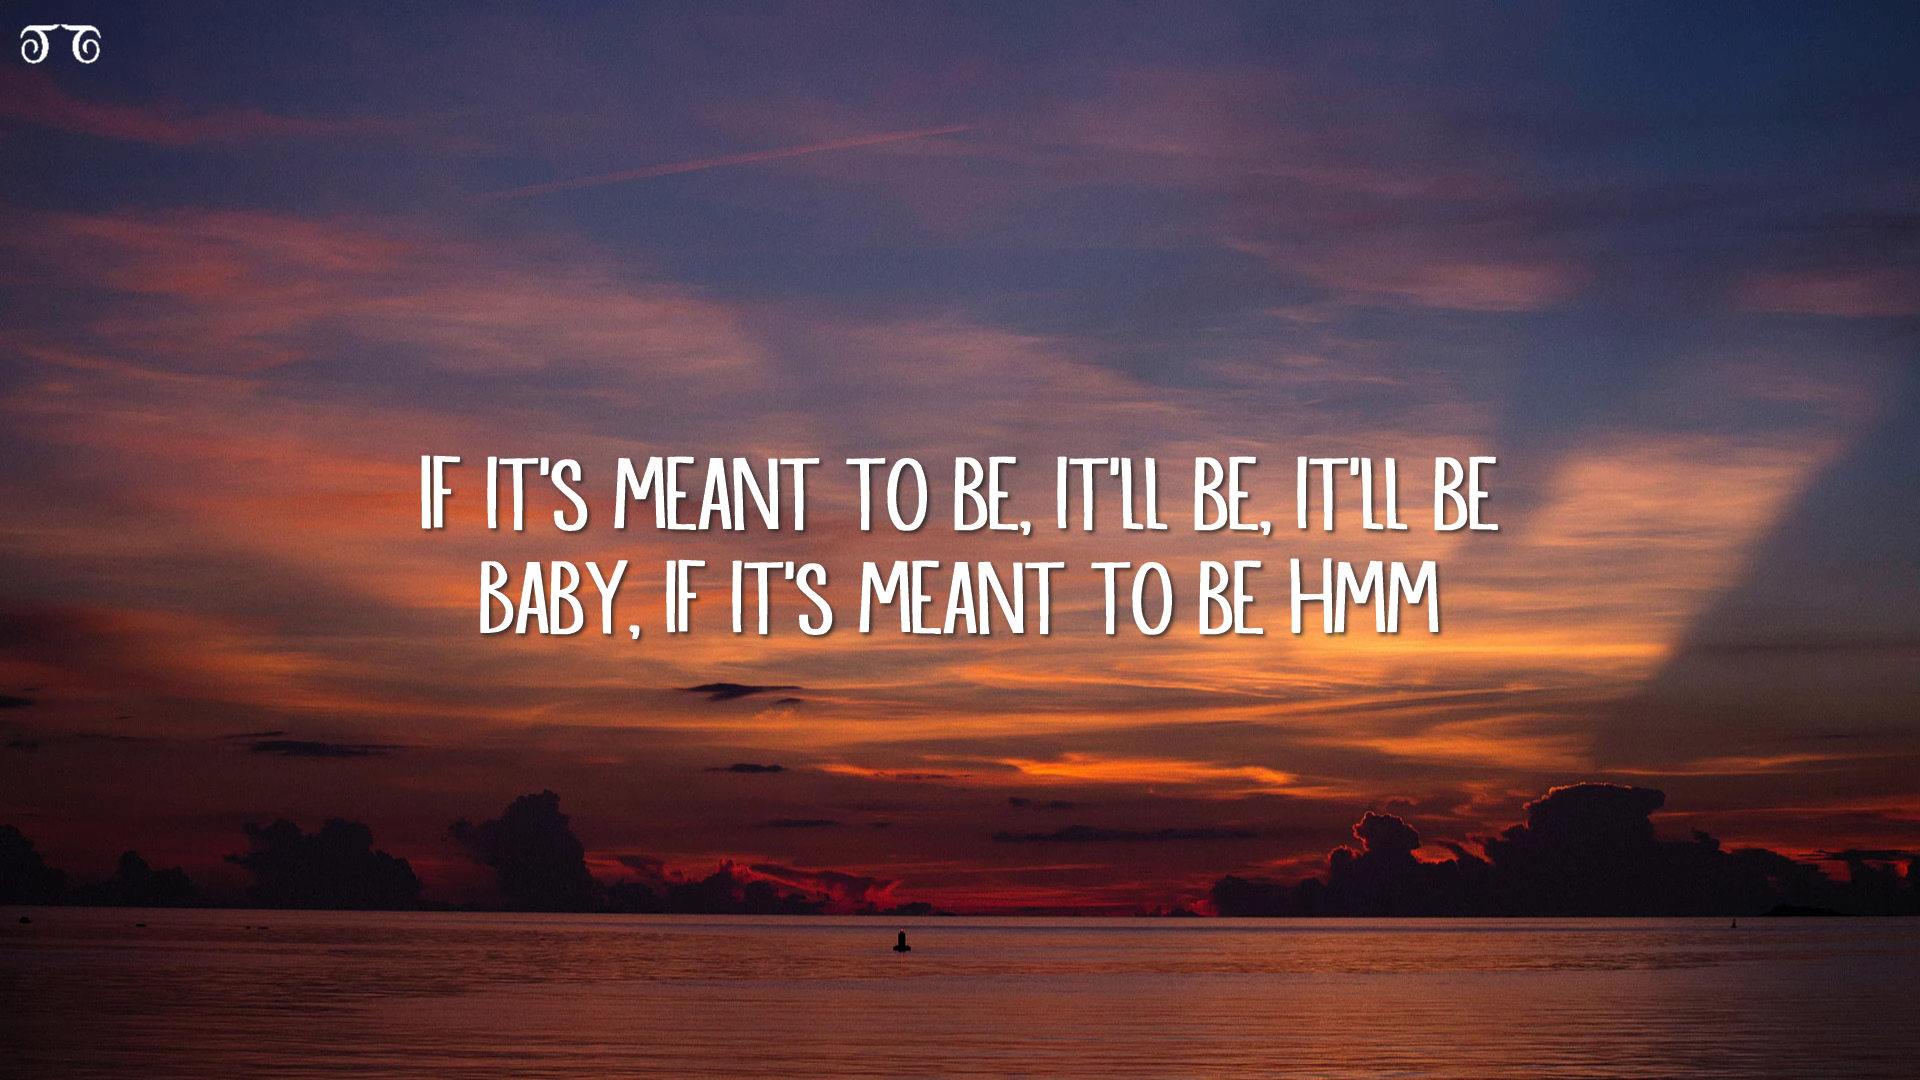 IF IT'S MEANT TO BE, IT'LL BE, IT'LL BE
BABY, IF IT'S MEANT TO BE HMM